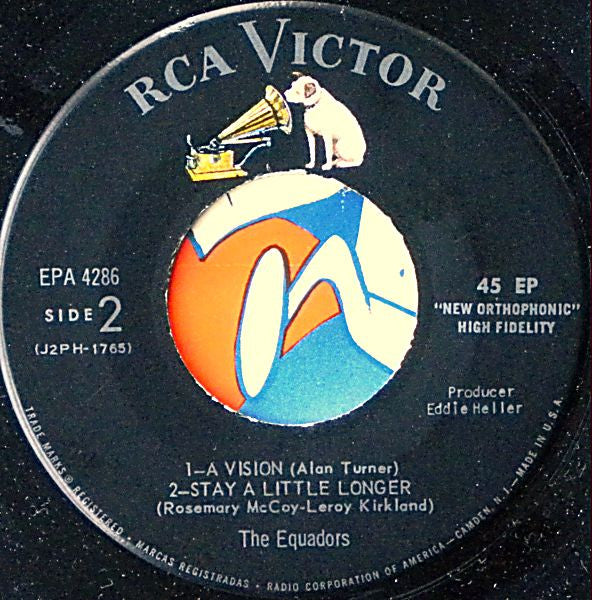 RCA VICTOR
EPA 4286
SIDE 2
(J2PH-1765)
45 EP
"NEW ORTHOPHONIC"
HIGH FIDELITY
Producer
Eddie Heller
1—A VISION (Alan Turner)
2—STAY A LITTLE LONGER
(Rosemary McCoy-Leroy Kirkland)
The Equadors
TRADE MARKS ® REGISTERED • MARCAS REGISTRADAS • RADIO CORPORATION OF AMERICA—CAMDEN, N.J.—MADE IN U.S.A.